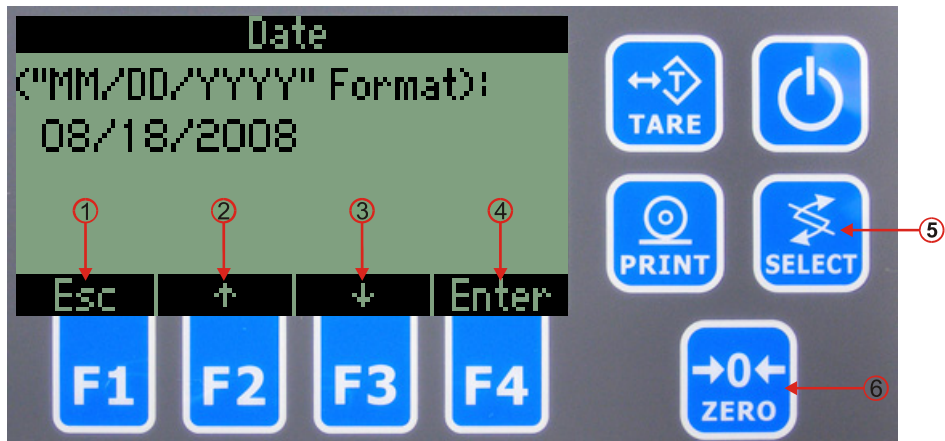 Date
("MM/DD/YYYY" Format):
08/18/2008
1 2 3 4
Esc ↑ ↓ Enter
F1 F2 F3 F4
TARE
PRINT
SELECT
5
→0←
ZERO
6